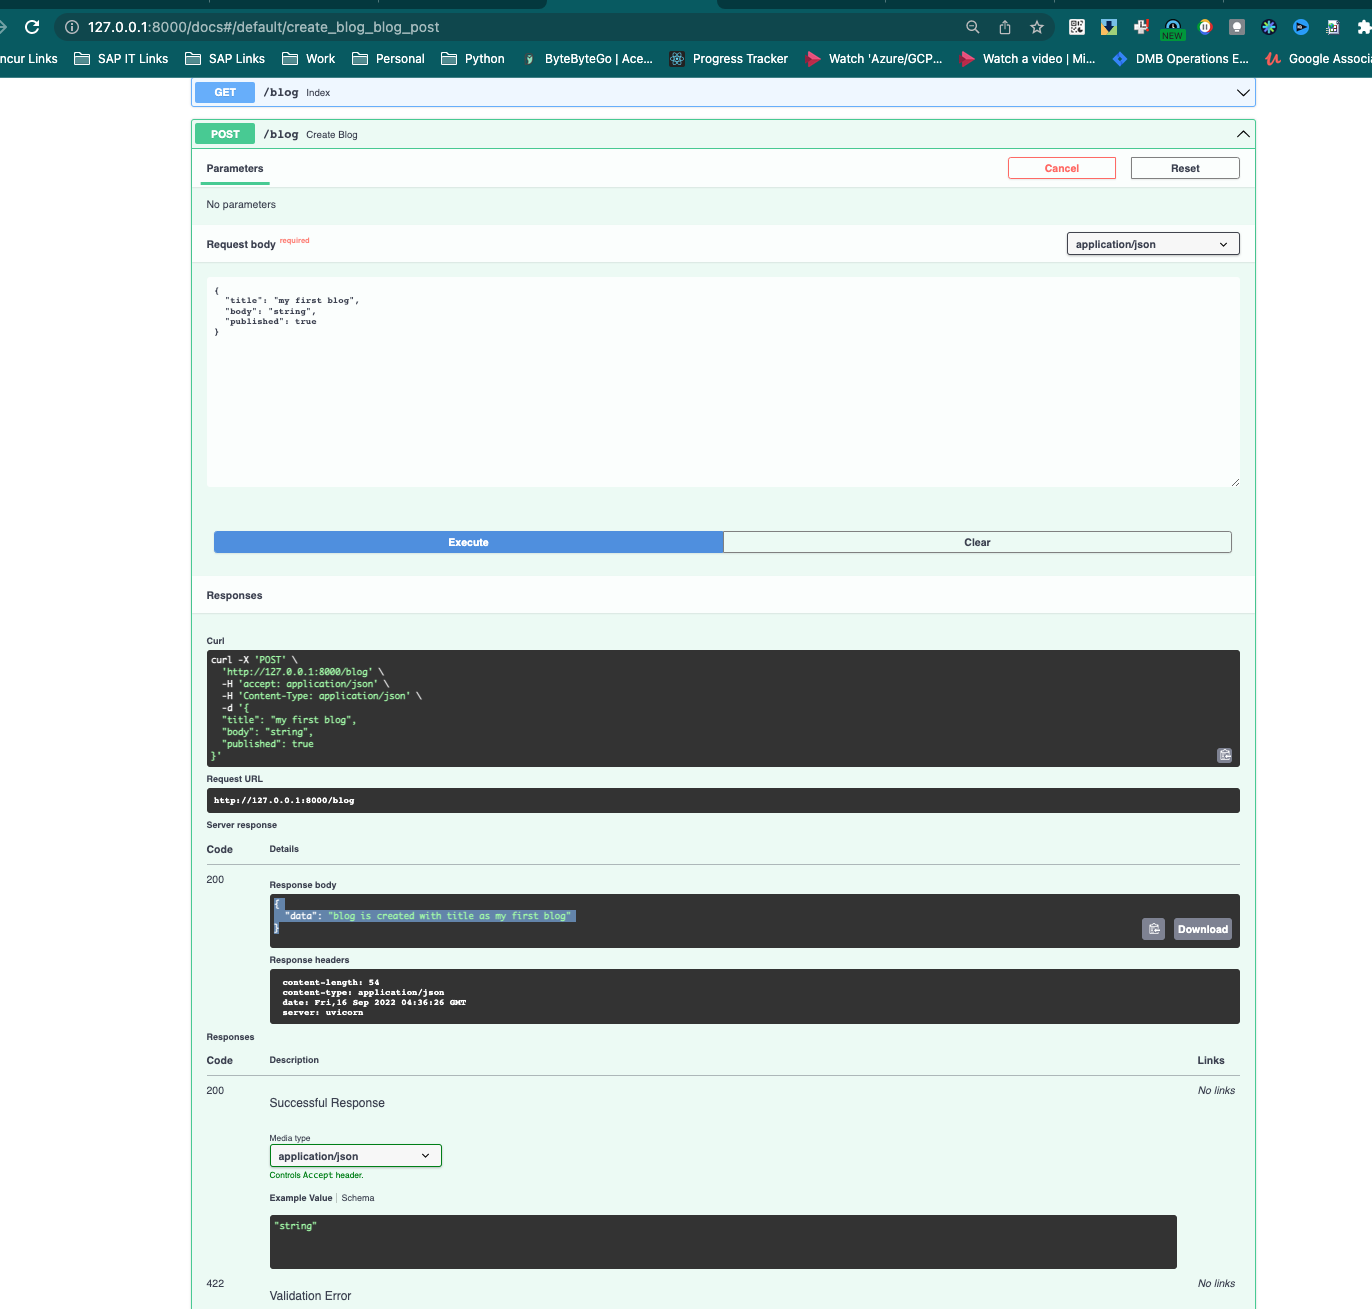 127.0.0.1:8000/docs#/default/create_blog_blog_post
NEW
ncur Links
SAP IT Links
SAP Links
Work
Personal
Python
ByteByteGo | Ace...
Progress Tracker
Watch 'Azure/GCP...
Watch a video | Mi...
DMB Operations E...
Google Associa
GET /blog Index
POST /blog Create Blog
Parameters
Cancel
Reset
No parameters
Request body required
application/json
{
"title": "my first blog",
"body": "string",
"published": true
}
Execute
Clear
Responses
Curl
curl -X 'POST' \
'http://127.0.0.1:8000/blog' \
-H 'accept: application/json' \
-H 'Content-Type: application/json' \
-d '{
"title": "my first blog",
"body": "string",
"published": true
}'
Request URL
http://127.0.0.1:8000/blog
Server response
Code Details
200
Response body
{
"data": "blog is created with title as my first blog"
}
Download
Response headers
content-length: 54
content-type: application/json
date: Fri,16 Sep 2022 04:36:26 GMT
server: uvicorn
Responses
Code Description Links
200 No links
Successful Response
Media type
application/json
Controls Accept header.
Example Value | Schema
"string"
422 No links
Validation Error